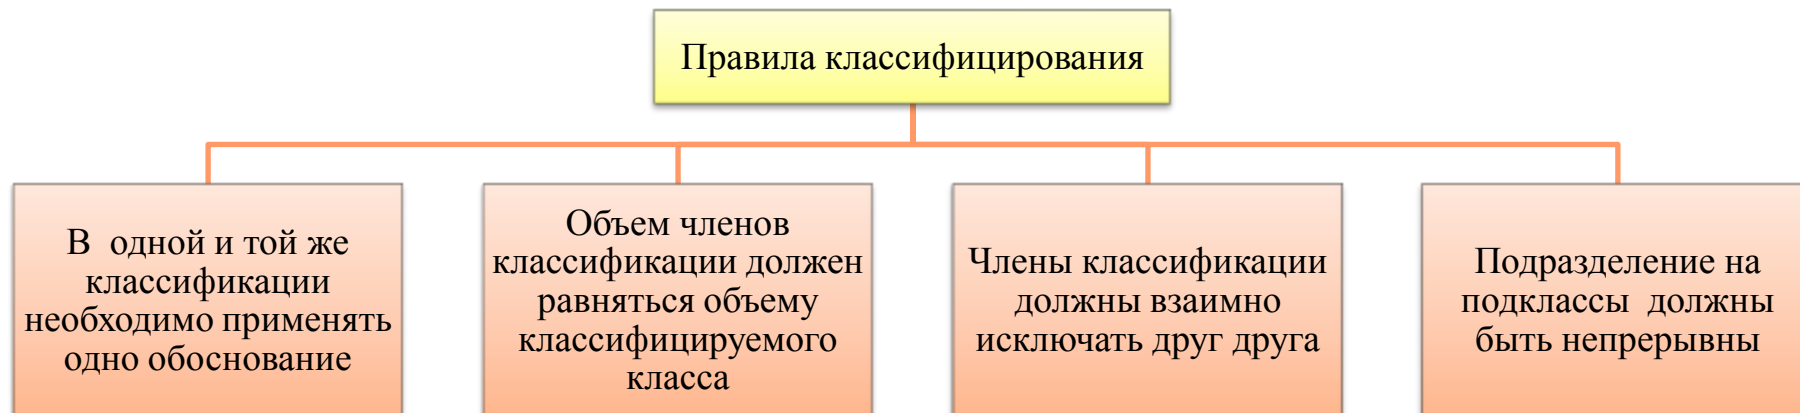 Правила классифицирования
В одной и той же
классификации
необходимо применять
одно обоснование
Объем членов
классификации должен
равняться объему
классифицируемого
класса
Члены классификации
должны взаимно
исключать друг друга
Подразделение на
подклассы должны
быть непрерывны